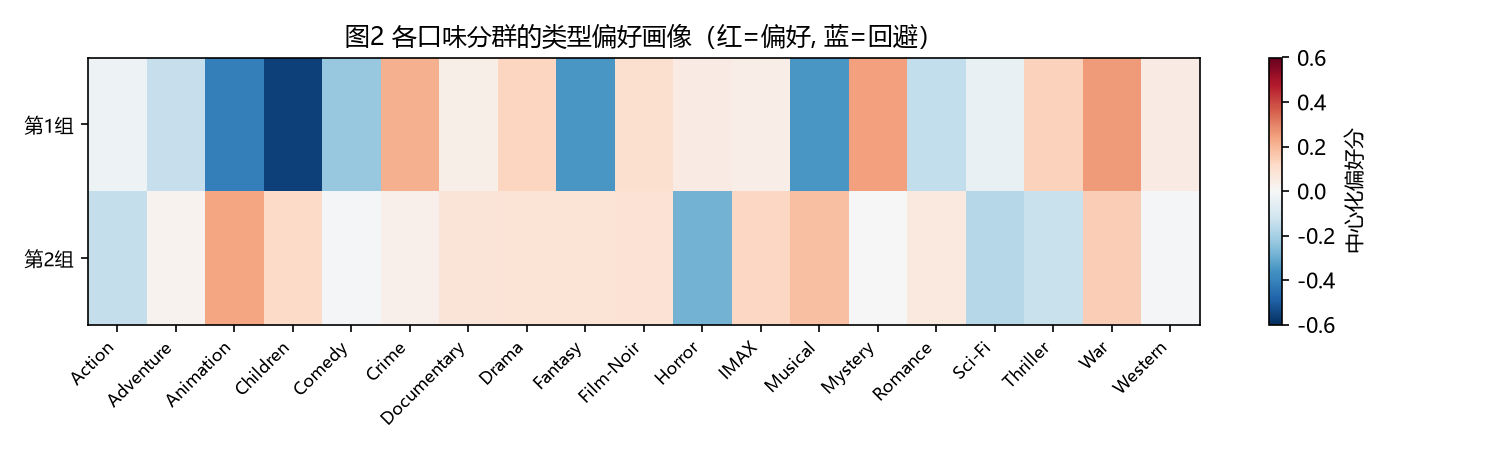 图2 各口味分群的类型偏好画像（红=偏好, 蓝=回避）
第1组
第2组
Action
Adventure
Animation
Children
Comedy
Crime
Documentary
Drama
Fantasy
Film-Noir
Horror
IMAX
Musical
Mystery
Romance
Sci-Fi
Thriller
War
Western
0.6
0.4
0.2
0.0
-0.2
-0.4
-0.6
中心化偏好分